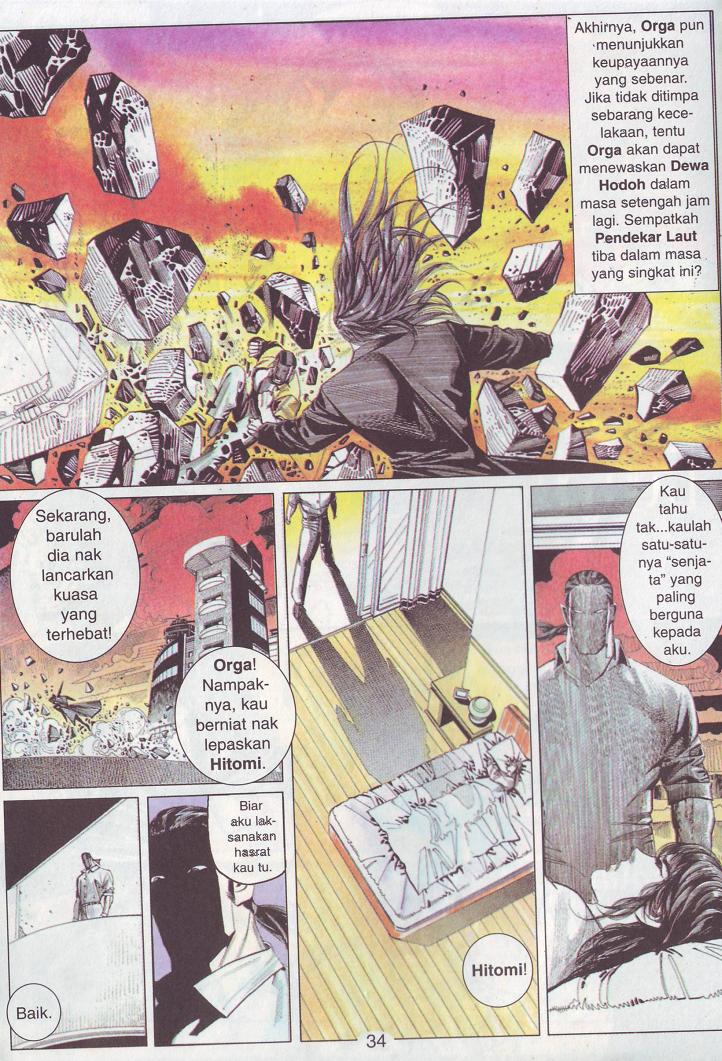 Akhirnya, Orga pun
menunjukkan
keupayaannya
yang sebenar.
Jika tidak ditimpa
sebarang kece-
lakaan, tentu
Orga akan dapat
menewaskan Dewa
Hodoh dalam
masa setengah jam
lagi. Sempatkah
Pendekar Laut
tiba dalam masa
yang singkat ini?
Sekarang,
barulah
dia nak
lancarkan
kuasa
yang
terhebat!
Orga!
Nampak-
nya, kau
berniat nak
lepaskan
Hitomi.
Kau
tahu
tak...kaulah
satu-satu-
nya "senja-
ta" yang
paling
berguna
kepada
aku.
Hitomi!
Biar
aku lak-
sanakan
hasrat
kau tu.
Baik.
34